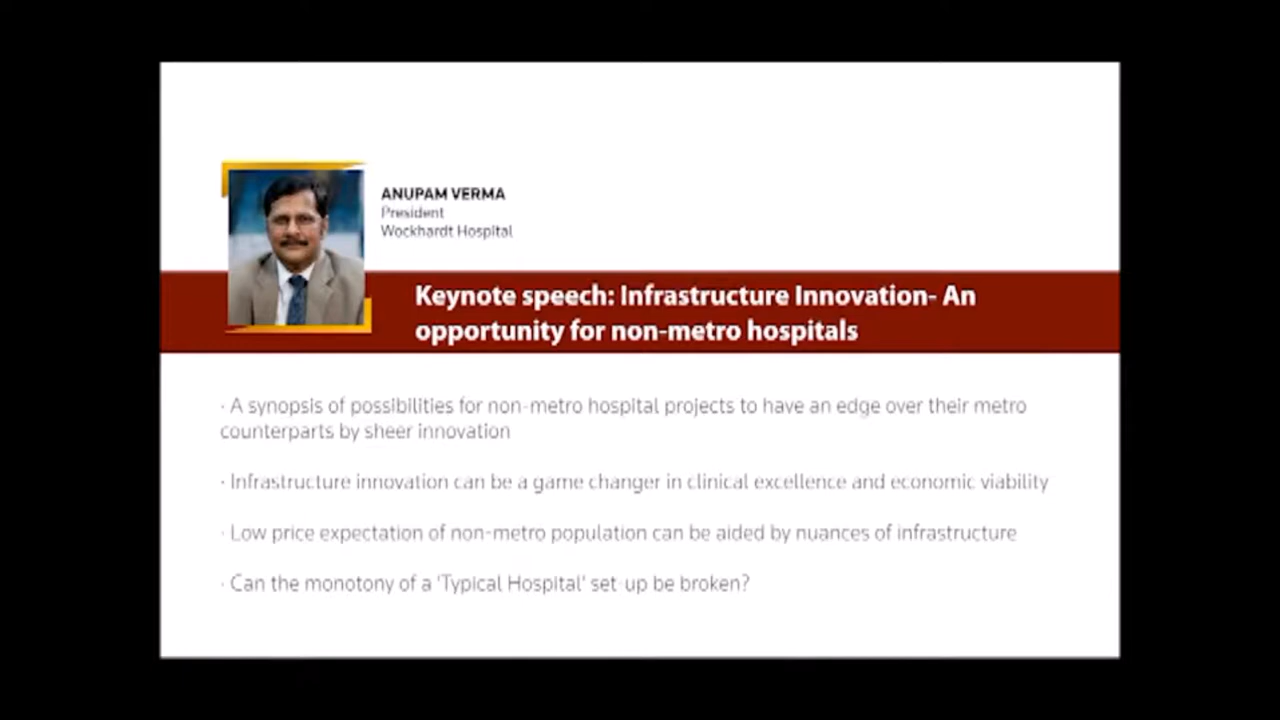 ANUPAM VERMA
President
Wockhardt Hospital
Keynote speech: Infrastructure Innovation- An
opportunity for non-metro hospitals
· A synopsis of possibilities for non-metro hospital projects to have an edge over their metro
counterparts by sheer innovation
· Infrastructure innovation can be a game changer in clinical excellence and economic viability
· Low price expectation of non-metro population can be aided by nuances of infrastructure
· Can the monotony of a 'Typical Hospital' set-up be broken?